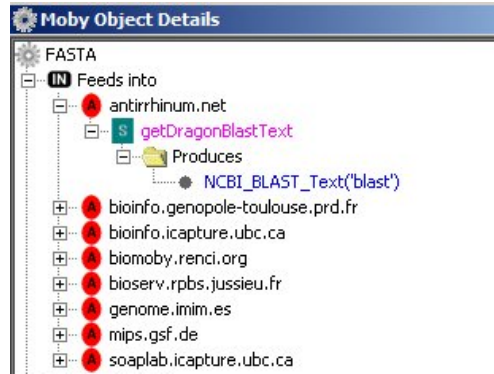 Moby Object Details
FASTA
IN Feeds into
A antirrhinum.net
S getDragonBlastText
Produces
NCBI_BLAST_Text('blast')
A bioinfo.genopole-toulouse.prd.fr
A bioinfo.icapture.ubc.ca
A biomoby.renci.org
A bioserv.rpbs.jussieu.fr
A genome.imim.es
A mips.gsf.de
A soaplab.icapture.ubc.ca